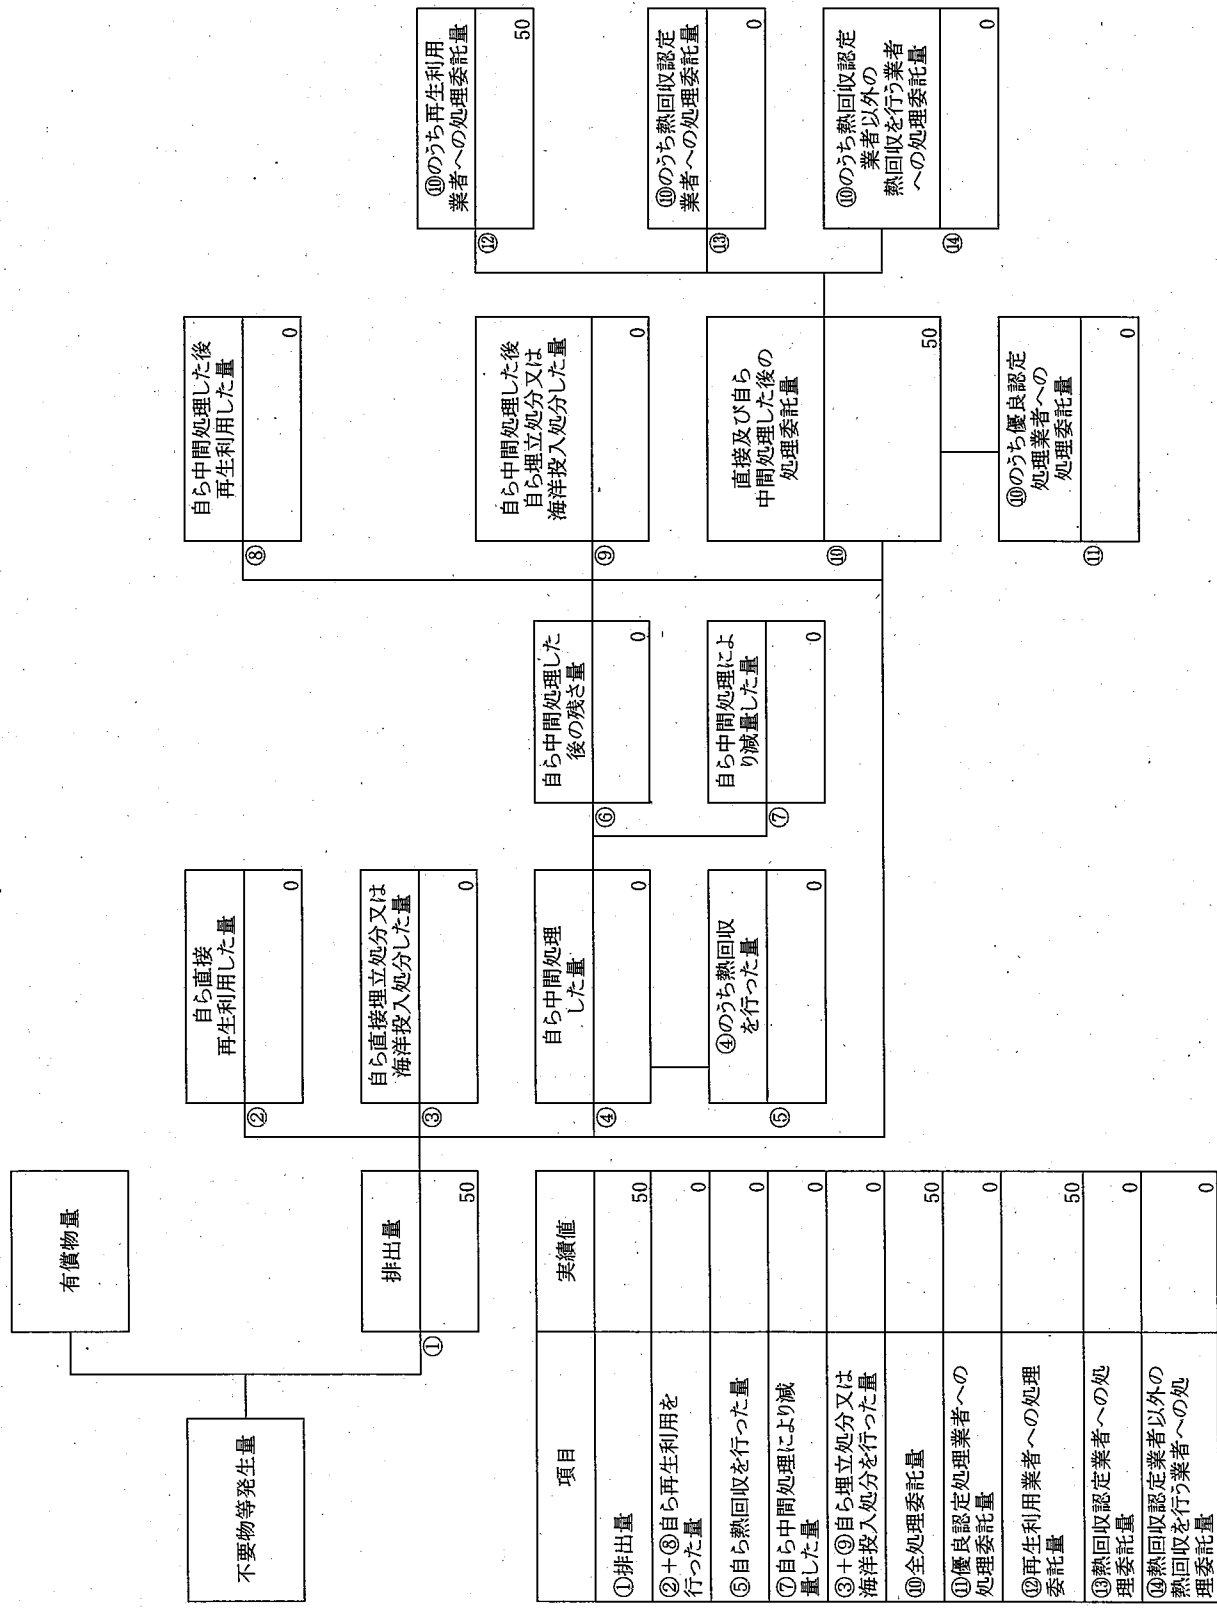 不要物等発生量
有償物量
①
排出量
50
②
自ら直接
再生利用した量
0
③
自ら直接埋立処分又は
海洋投入処分した量
0
④
自ら中間処理
した量
0
⑤
④のうち熱回収
を行った量
0
⑥
自ら中間処理した
後の残さ量
0
⑦
自ら中間処理によ
り減量した量
0
⑧
自ら中間処理した後
再生利用した量
0
⑨
自ら中間処理した後
自ら埋立処分又は
海洋投入処分した量
0
⑩
直接及び自ら
中間処理した後の
処理委託量
50
⑪
⑩のうち優良認定
処理業者への
処理委託量
0
⑫
⑩のうち再生利用
業者への処理委託量
50
⑬
⑩のうち熱回収認定
業者への処理委託量
0
⑭
⑩のうち熱回収認定
業者以外の
熱回収を行う業者
への処理委託量
0
項目
実績値
①排出量
50
②＋⑧自ら再生利用を
行った量
0
⑤自ら熱回収を行った量
0
⑦自ら中間処理により減
量した量
0
③＋⑨自ら埋立処分又は
海洋投入処分を行った量
0
⑩全処理委託量
50
⑪優良認定処理業者への
処理委託量
0
⑫再生利用業者への処理
委託量
50
⑬熱回収認定業者への処
理委託量
0
⑭熱回収認定業者以外の
熱回収を行う業者への処
理委託量
0